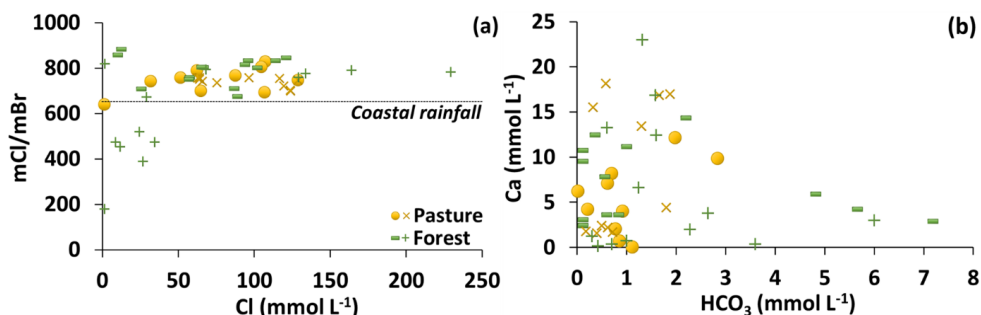 (a)
1000
800
600
400
200
0
mCl/mBr
Coastal rainfall
Pasture
Forest
0 50 100 150 200 250
Cl (mmol L-1)
(b)
25
20
15
10
5
0
Ca (mmol L-1)
0 1 2 3 4 5 6 7 8
HCO3 (mmol L-1)